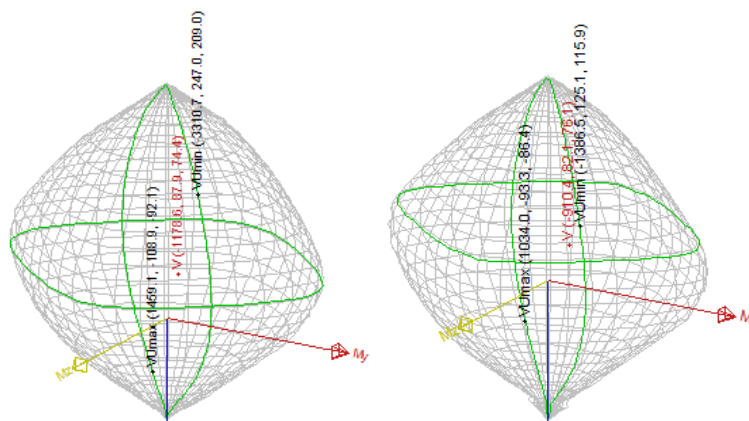 VUmin (-3310.7, 247.0, 209.0)
V (-1178.6, 87.9, 74.4)
VUmax (1459.1, -108.9, -92.1)
Mz
My
VUmin (-1386.5, 125.1, 115.9)
V (-910.4, 82.1, 76.1)
VUmax (1034.0, -93.3, -86.4)
Mz